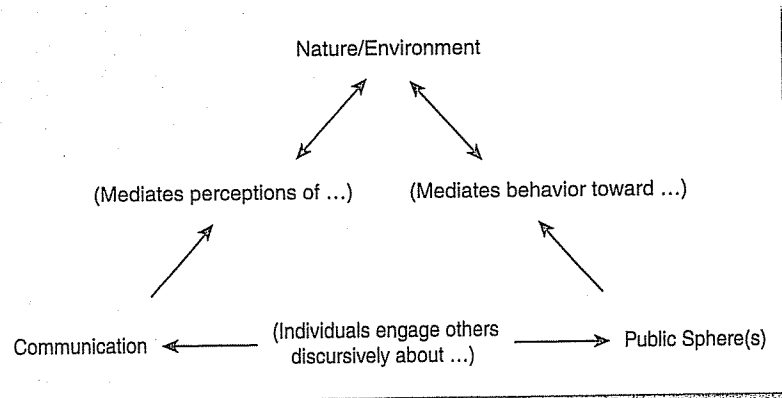 Nature/Environment
(Mediates perceptions of ...)
(Mediates behavior toward ...)
Communication
(Individuals engage others
discursively about ...)
Public Sphere(s)